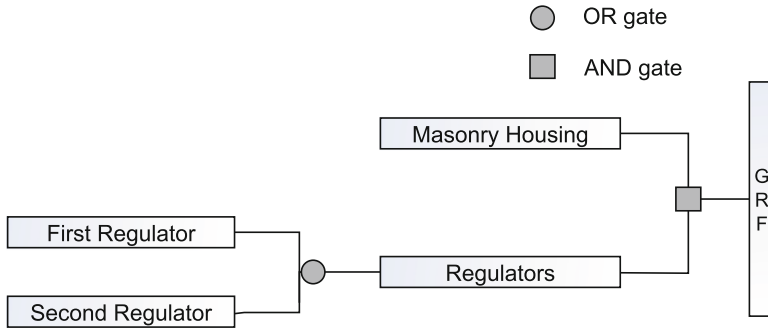 OR gate
AND gate
Masonry Housing
G
R
F
First Regulator
Regulators
Second Regulator